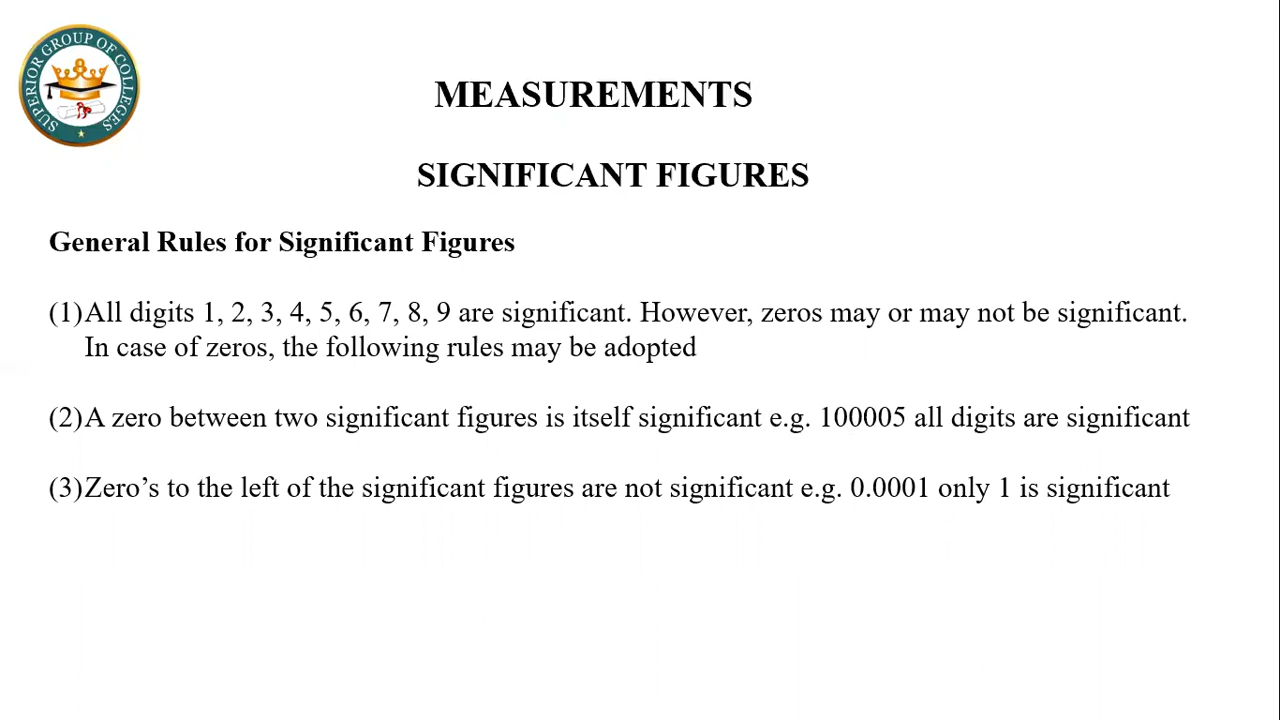 SUPERIOR GROUP OF COLLEGES
MEASUREMENTS
SIGNIFICANT FIGURES
General Rules for Significant Figures
(1)All digits 1, 2, 3, 4, 5, 6, 7, 8, 9 are significant. However, zeros may or may not be significant.
In case of zeros, the following rules may be adopted
(2)A zero between two significant figures is itself significant e.g. 100005 all digits are significant
(3)Zero’s to the left of the significant figures are not significant e.g. 0.0001 only 1 is significant